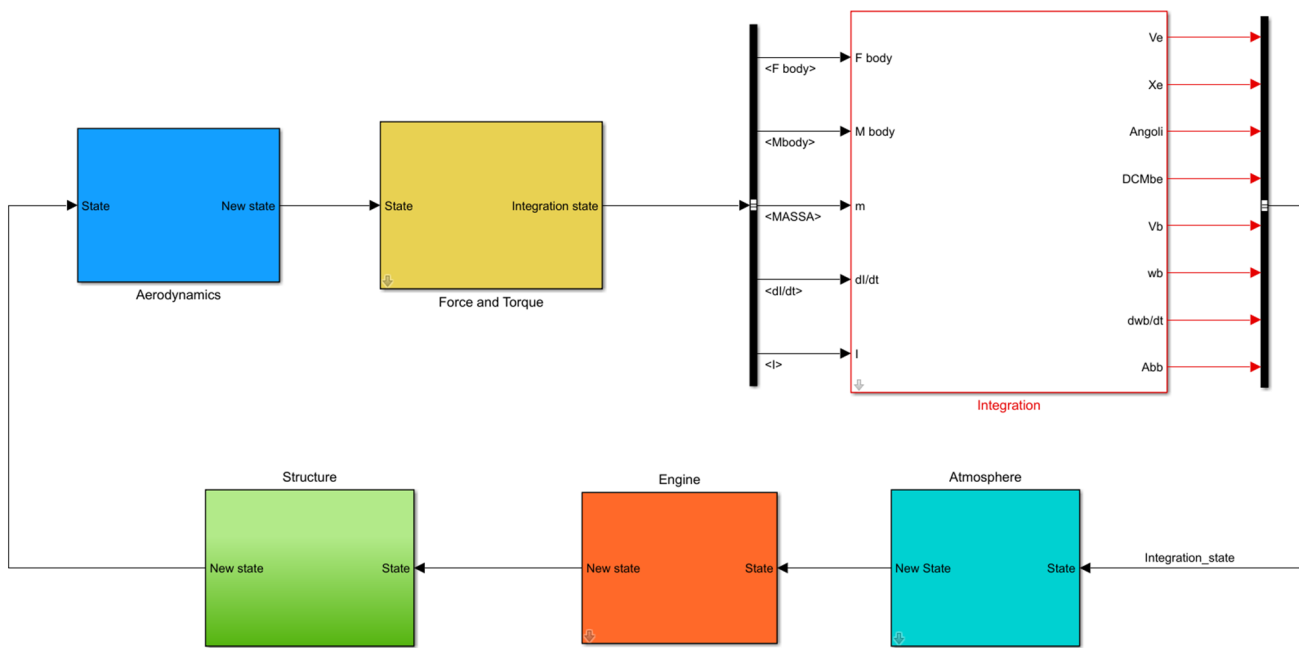 State
New state
Aerodynamics
State
Integration state
Force and Torque
<F body>
<Mbody>
<MASSA>
<dI/dt>
<I>
F body
M body
m
dI/dt
I
Ve
Xe
Angoli
DCMbe
Vb
wb
dwb/dt
Abb
Integration
Structure
New state
State
Engine
New state
State
Atmosphere
New State
State
Integration_state